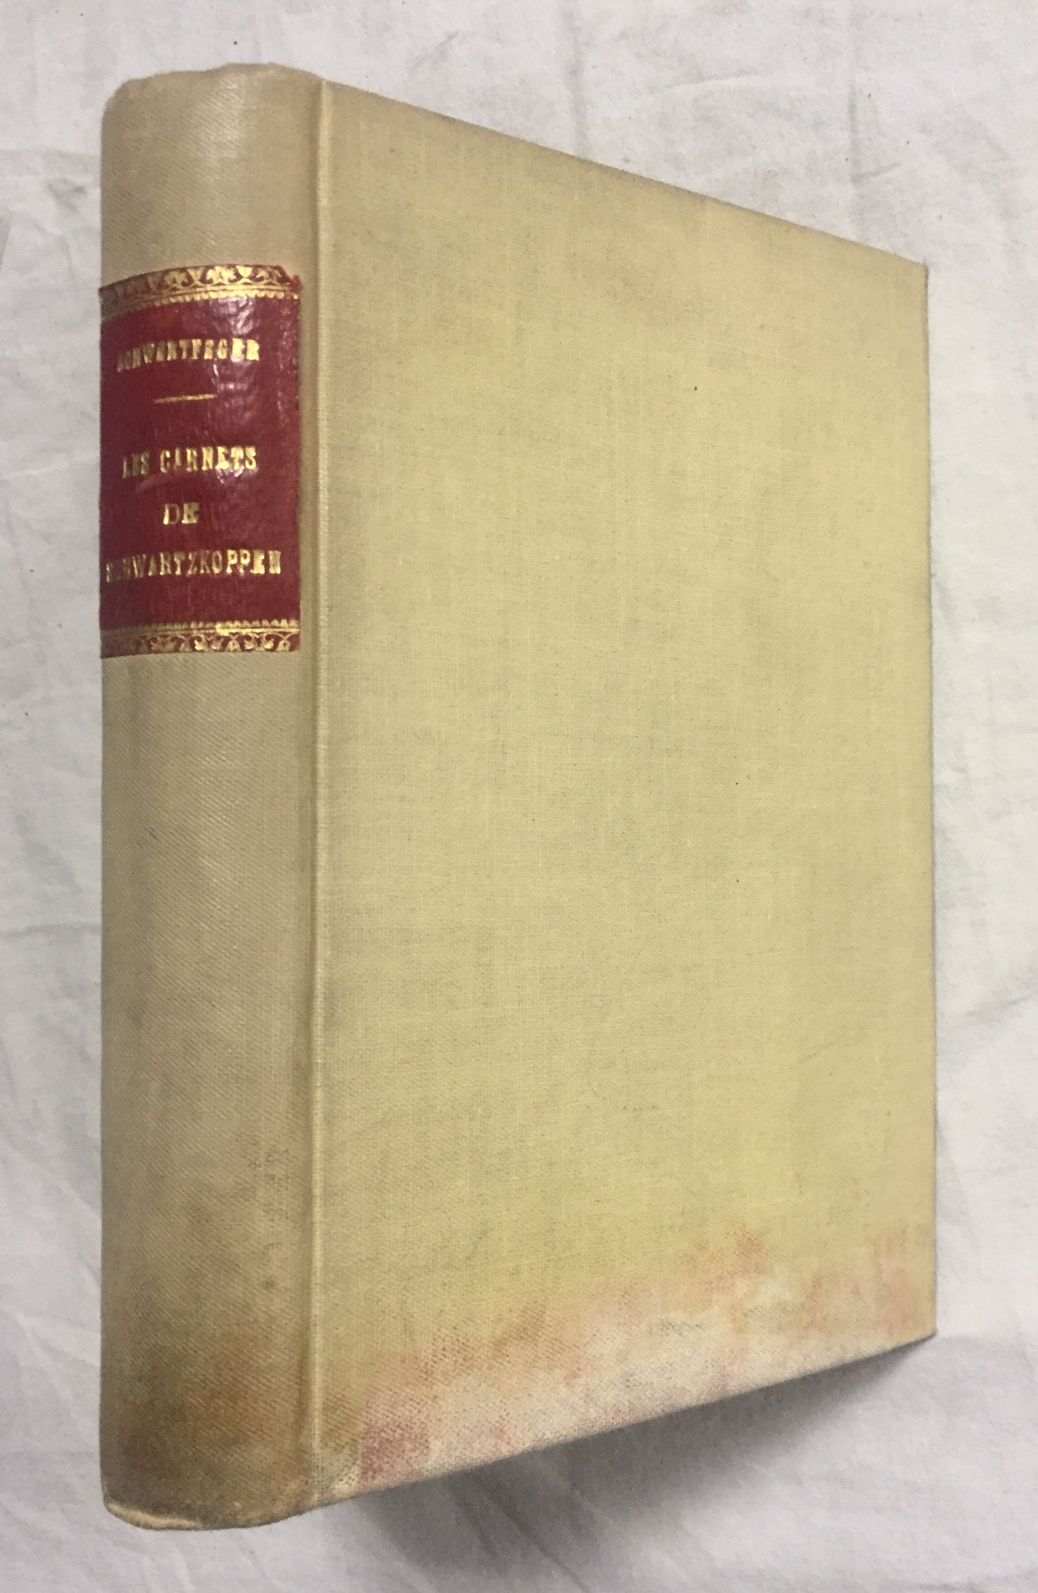 SCHWERTFEGER
LES CARNETS
DE
SCHWARTZKOPPEN